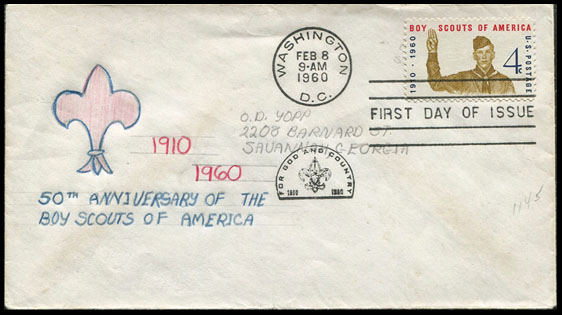 WASHINGTON
FEB 8
9-AM
1960
D.C.
BOY SCOUTS OF AMERICA
1910 - 1960
4¢
U.S. POSTAGE
FIRST DAY OF ISSUE
O.D. YOPP
2208 BARNARD ST.
SAVANNAH GEORGIA
1910
1960
50TH ANNIVERSARY OF THE
BOY SCOUTS OF AMERICA
FOR GOD AND COUNTRY
1910 1960